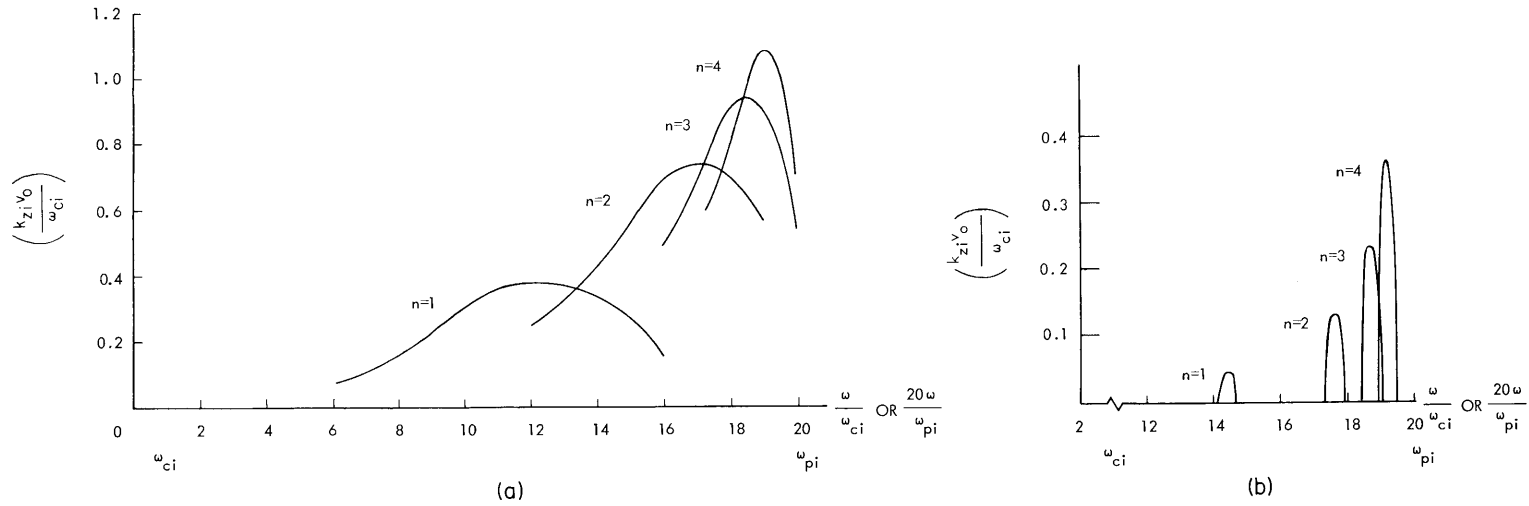 1.2
1.0
0.8
0.6
0.4
0.2
(k_zi v_o / ω_ci)
n=1
n=2
n=3
n=4
0 2 4 6 8 10 12 14 16 18 20
ω/ω_ci OR 20ω/ω_pi
ω_ci
ω_pi
(a)
0.4
0.3
0.2
0.1
(k_zi v_o / ω_ci)
n=1
n=2
n=3
n=4
2 12 14 16 18 20
ω/ω_ci OR 20ω/ω_pi
ω_ci
ω_pi
(b)